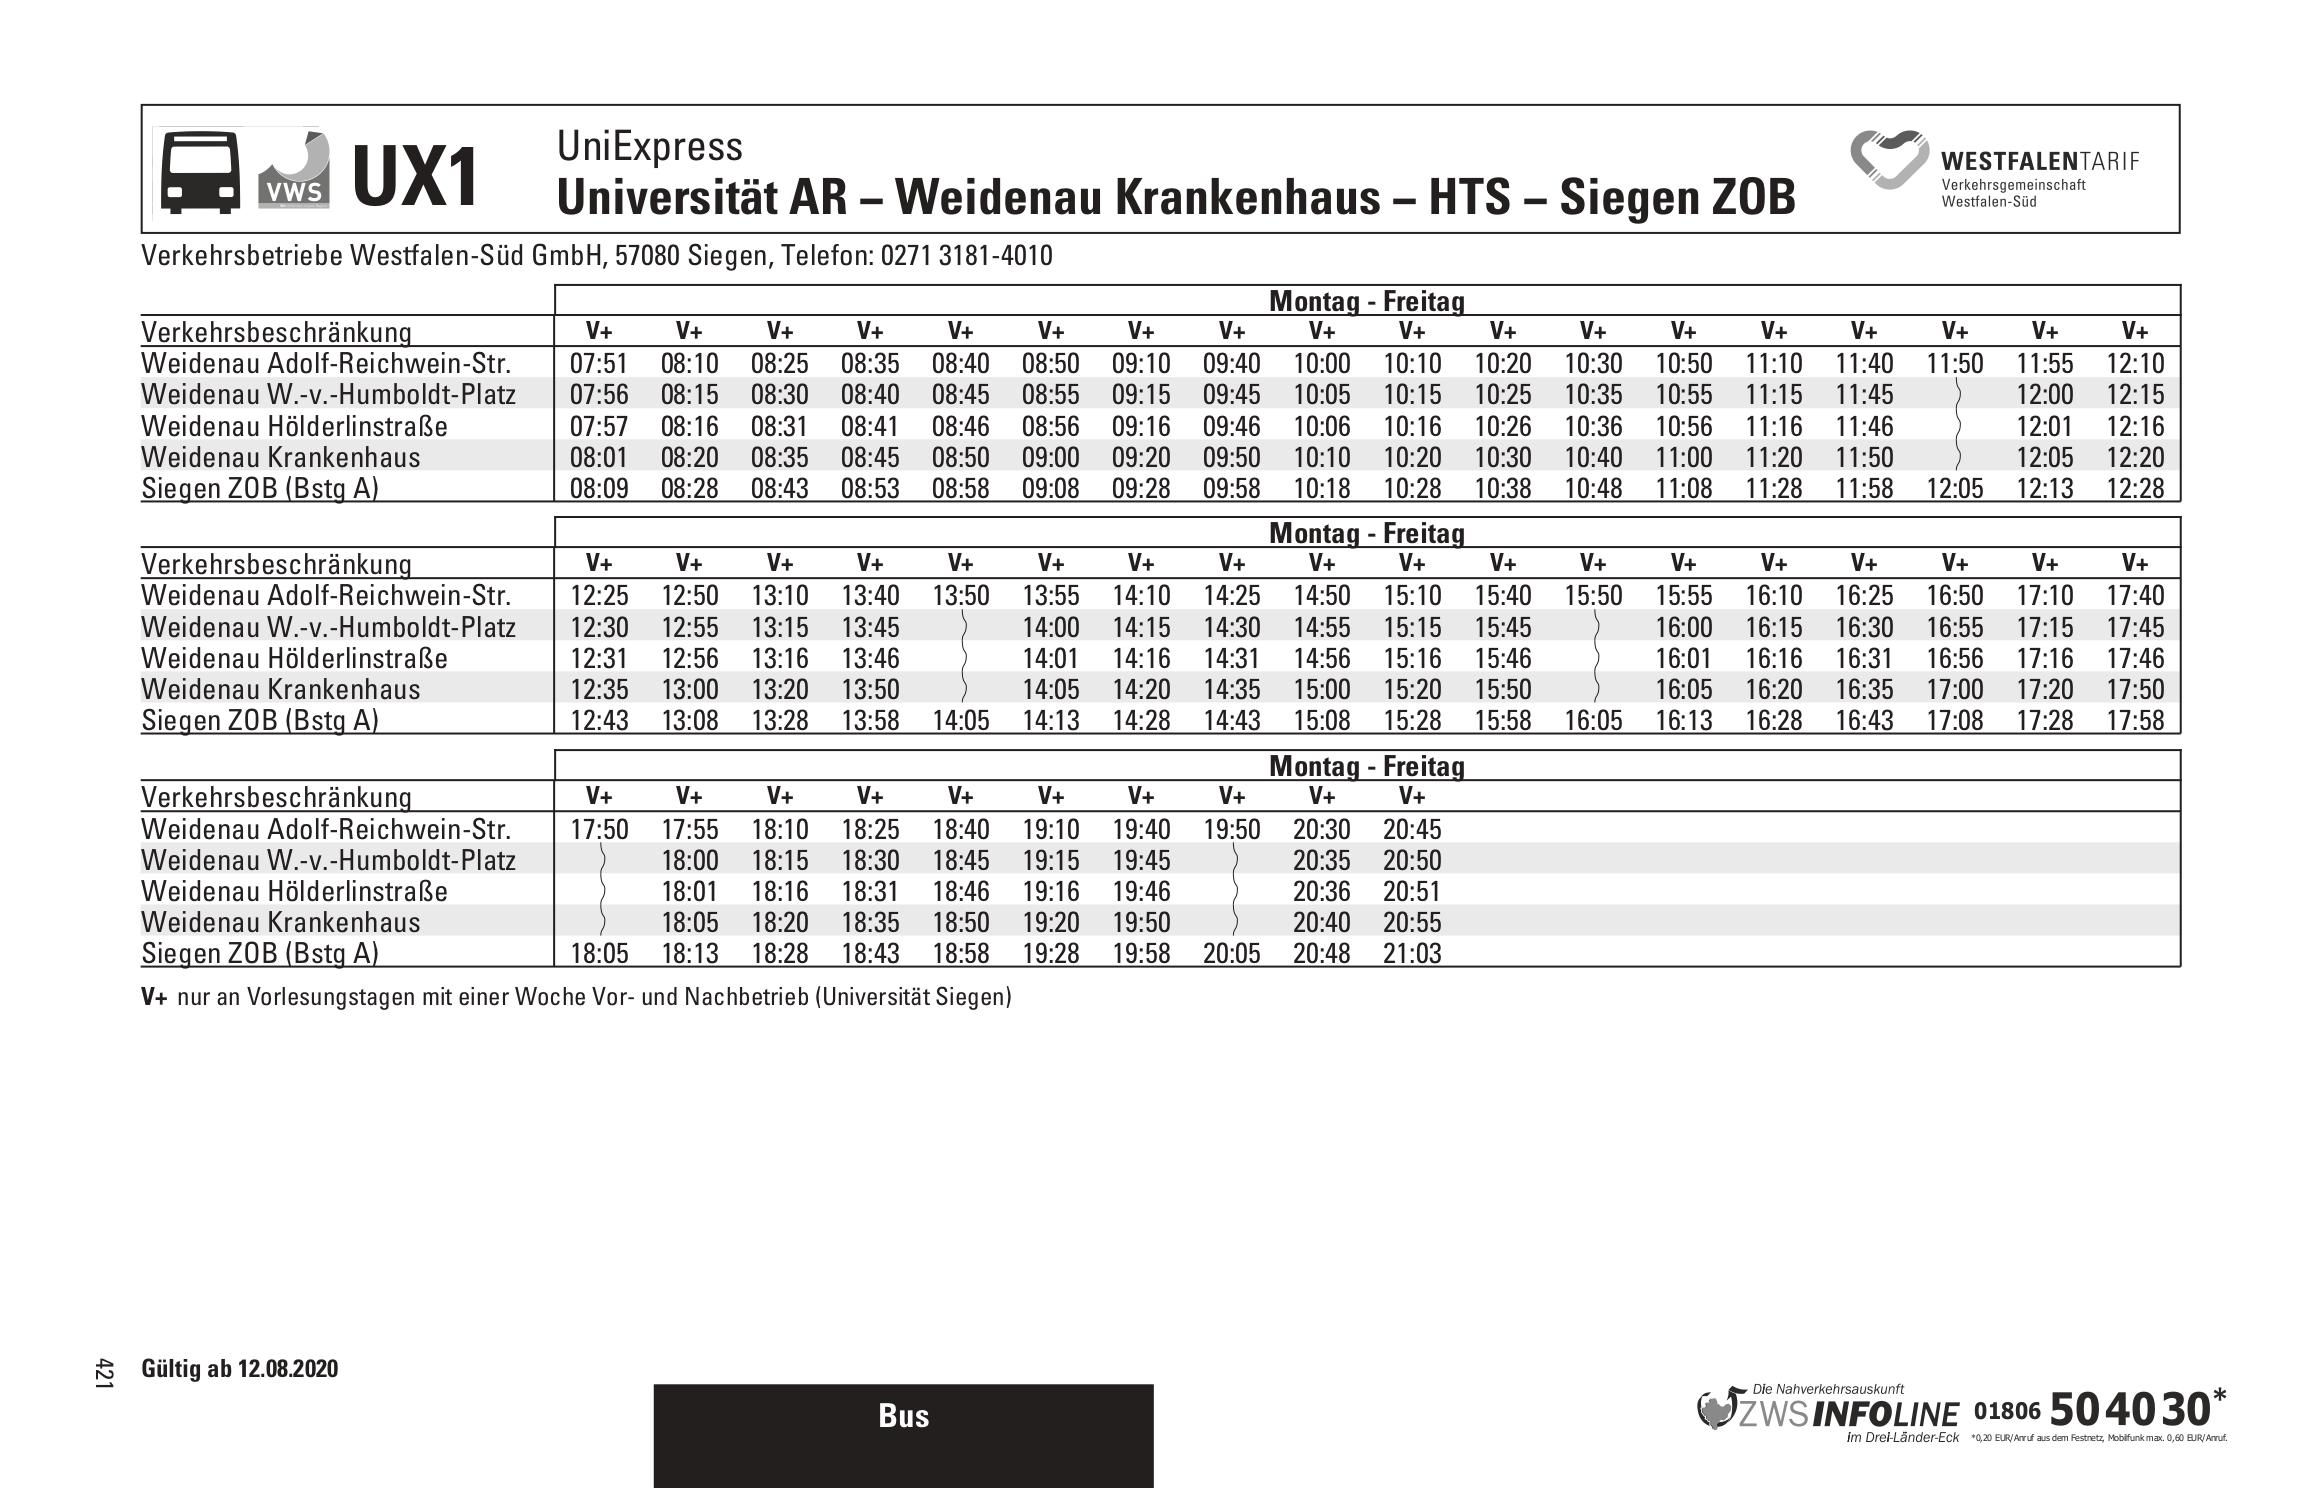 VWS
UX1
UniExpress
Universität AR – Weidenau Krankenhaus – HTS – Siegen ZOB
WESTFALENTARIF
Verkehrsgemeinschaft
Westfalen-Süd
Verkehrsbetriebe Westfalen-Süd GmbH, 57080 Siegen, Telefon: 0271 3181-4010
Montag - Freitag
Verkehrsbeschränkung V+ V+ V+ V+ V+ V+ V+ V+ V+ V+ V+ V+ V+ V+ V+ V+ V+ V+
Weidenau Adolf-Reichwein-Str. 07:51 08:10 08:25 08:35 08:40 08:50 09:10 09:40 10:00 10:10 10:20 10:30 10:50 11:10 11:40 11:50 11:55 12:10
Weidenau W.-v.-Humboldt-Platz 07:56 08:15 08:30 08:40 08:45 08:55 09:15 09:45 10:05 10:15 10:25 10:35 10:55 11:15 11:45 12:00 12:15
Weidenau Hölderlinstraße 07:57 08:16 08:31 08:41 08:46 08:56 09:16 09:46 10:06 10:16 10:26 10:36 10:56 11:16 11:46 12:01 12:16
Weidenau Krankenhaus 08:01 08:20 08:35 08:45 08:50 09:00 09:20 09:50 10:10 10:20 10:30 10:40 11:00 11:20 11:50 12:05 12:20
Siegen ZOB (Bstg A) 08:09 08:28 08:43 08:53 08:58 09:08 09:28 09:58 10:18 10:28 10:38 10:48 11:08 11:28 11:58 12:05 12:13 12:28
Montag - Freitag
Verkehrsbeschränkung V+ V+ V+ V+ V+ V+ V+ V+ V+ V+ V+ V+ V+ V+ V+ V+ V+ V+
Weidenau Adolf-Reichwein-Str. 12:25 12:50 13:10 13:40 13:50 13:55 14:10 14:25 14:50 15:10 15:40 15:50 15:55 16:10 16:25 16:50 17:10 17:40
Weidenau W.-v.-Humboldt-Platz 12:30 12:55 13:15 13:45 14:00 14:15 14:30 14:55 15:15 15:45 16:00 16:15 16:30 16:55 17:15 17:45
Weidenau Hölderlinstraße 12:31 12:56 13:16 13:46 14:01 14:16 14:31 14:56 15:16 15:46 16:01 16:16 16:31 16:56 17:16 17:46
Weidenau Krankenhaus 12:35 13:00 13:20 13:50 14:05 14:20 14:35 15:00 15:20 15:50 16:05 16:20 16:35 17:00 17:20 17:50
Siegen ZOB (Bstg A) 12:43 13:08 13:28 13:58 14:05 14:13 14:28 14:43 15:08 15:28 15:58 16:05 16:13 16:28 16:43 17:08 17:28 17:58
Montag - Freitag
Verkehrsbeschränkung V+ V+ V+ V+ V+ V+ V+ V+ V+ V+
Weidenau Adolf-Reichwein-Str. 17:50 17:55 18:10 18:25 18:40 19:10 19:40 19:50 20:30 20:45
Weidenau W.-v.-Humboldt-Platz 18:00 18:15 18:30 18:45 19:15 19:45 20:35 20:50
Weidenau Hölderlinstraße 18:01 18:16 18:31 18:46 19:16 19:46 20:36 20:51
Weidenau Krankenhaus 18:05 18:20 18:35 18:50 19:20 19:50 20:40 20:55
Siegen ZOB (Bstg A) 18:05 18:13 18:28 18:43 18:58 19:28 19:58 20:05 20:48 21:03
V+ nur an Vorlesungstagen mit einer Woche Vor- und Nachbetrieb (Universität Siegen)
421
Gültig ab 12.08.2020
Bus
Die Nahverkehrsauskunft
ZWS INFOLINE 01806 50 40 30*
im Drei-Länder-Eck *0,20 EUR/Anruf aus dem Festnetz, Mobilfunk max. 0,60 EUR/Anruf.